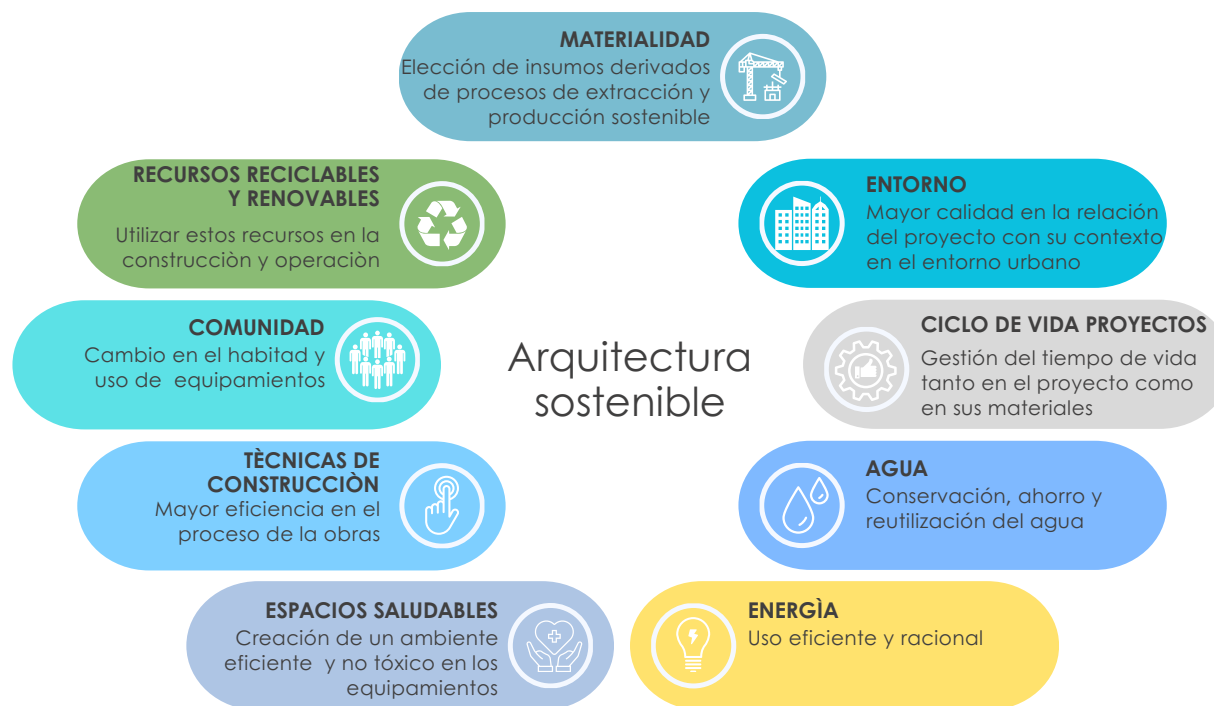 MATERIALIDAD
Elección de insumos derivados
de procesos de extracción y
producción sostenible
RECURSOS RECICLABLES
Y RENOVABLES
Utilizar estos recursos en la
construcciòn y operaciòn
ENTORNO
Mayor calidad en la relación
del proyecto con su contexto
en el entorno urbano
COMUNIDAD
Cambio en el habitad y
uso de equipamientos
Arquitectura
sostenible
CICLO DE VIDA PROYECTOS
Gestión del tiempo de vida
tanto en el proyecto como
en sus materiales
TÈCNICAS DE
CONSTRUCCIÒN
Mayor eficiencia en el
proceso de la obras
AGUA
Conservación, ahorro y
reutilización del agua
ESPACIOS SALUDABLES
Creación de un ambiente
eficiente y no tóxico en los
equipamientos
ENERGÌA
Uso eficiente y racional